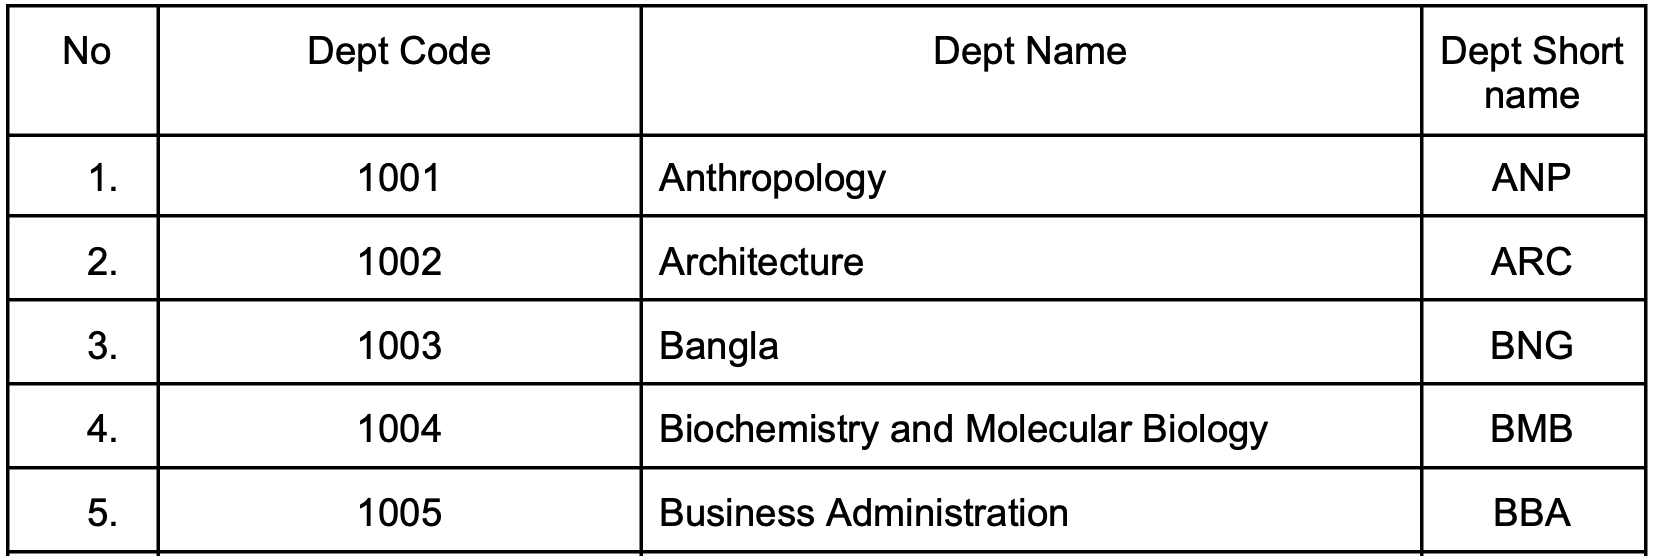 No Dept Code Dept Name Dept Short name
1. 1001 Anthropology ANP
2. 1002 Architecture ARC
3. 1003 Bangla BNG
4. 1004 Biochemistry and Molecular Biology BMB
5. 1005 Business Administration BBA